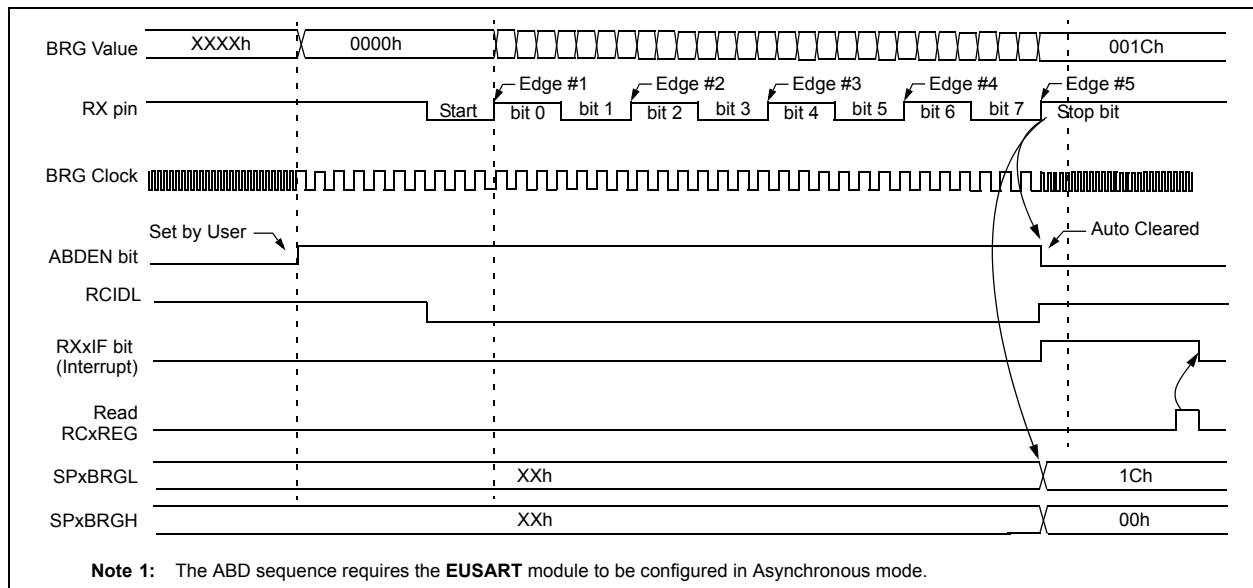 BRG Value XXXXh 0000h 001Ch
Edge #1 Edge #2 Edge #3 Edge #4 Edge #5
RX pin Start bit 0 bit 1 bit 2 bit 3 bit 4 bit 5 bit 6 bit 7 Stop bit
BRG Clock
Set by User Auto Cleared
ABDEN bit
RCIDL
RXxIF bit
(Interrupt)
Read
RCxREG
SPxBRGL XXh 1Ch
SPxBRGH XXh 00h
Note 1: The ABD sequence requires the EUSART module to be configured in Asynchronous mode.